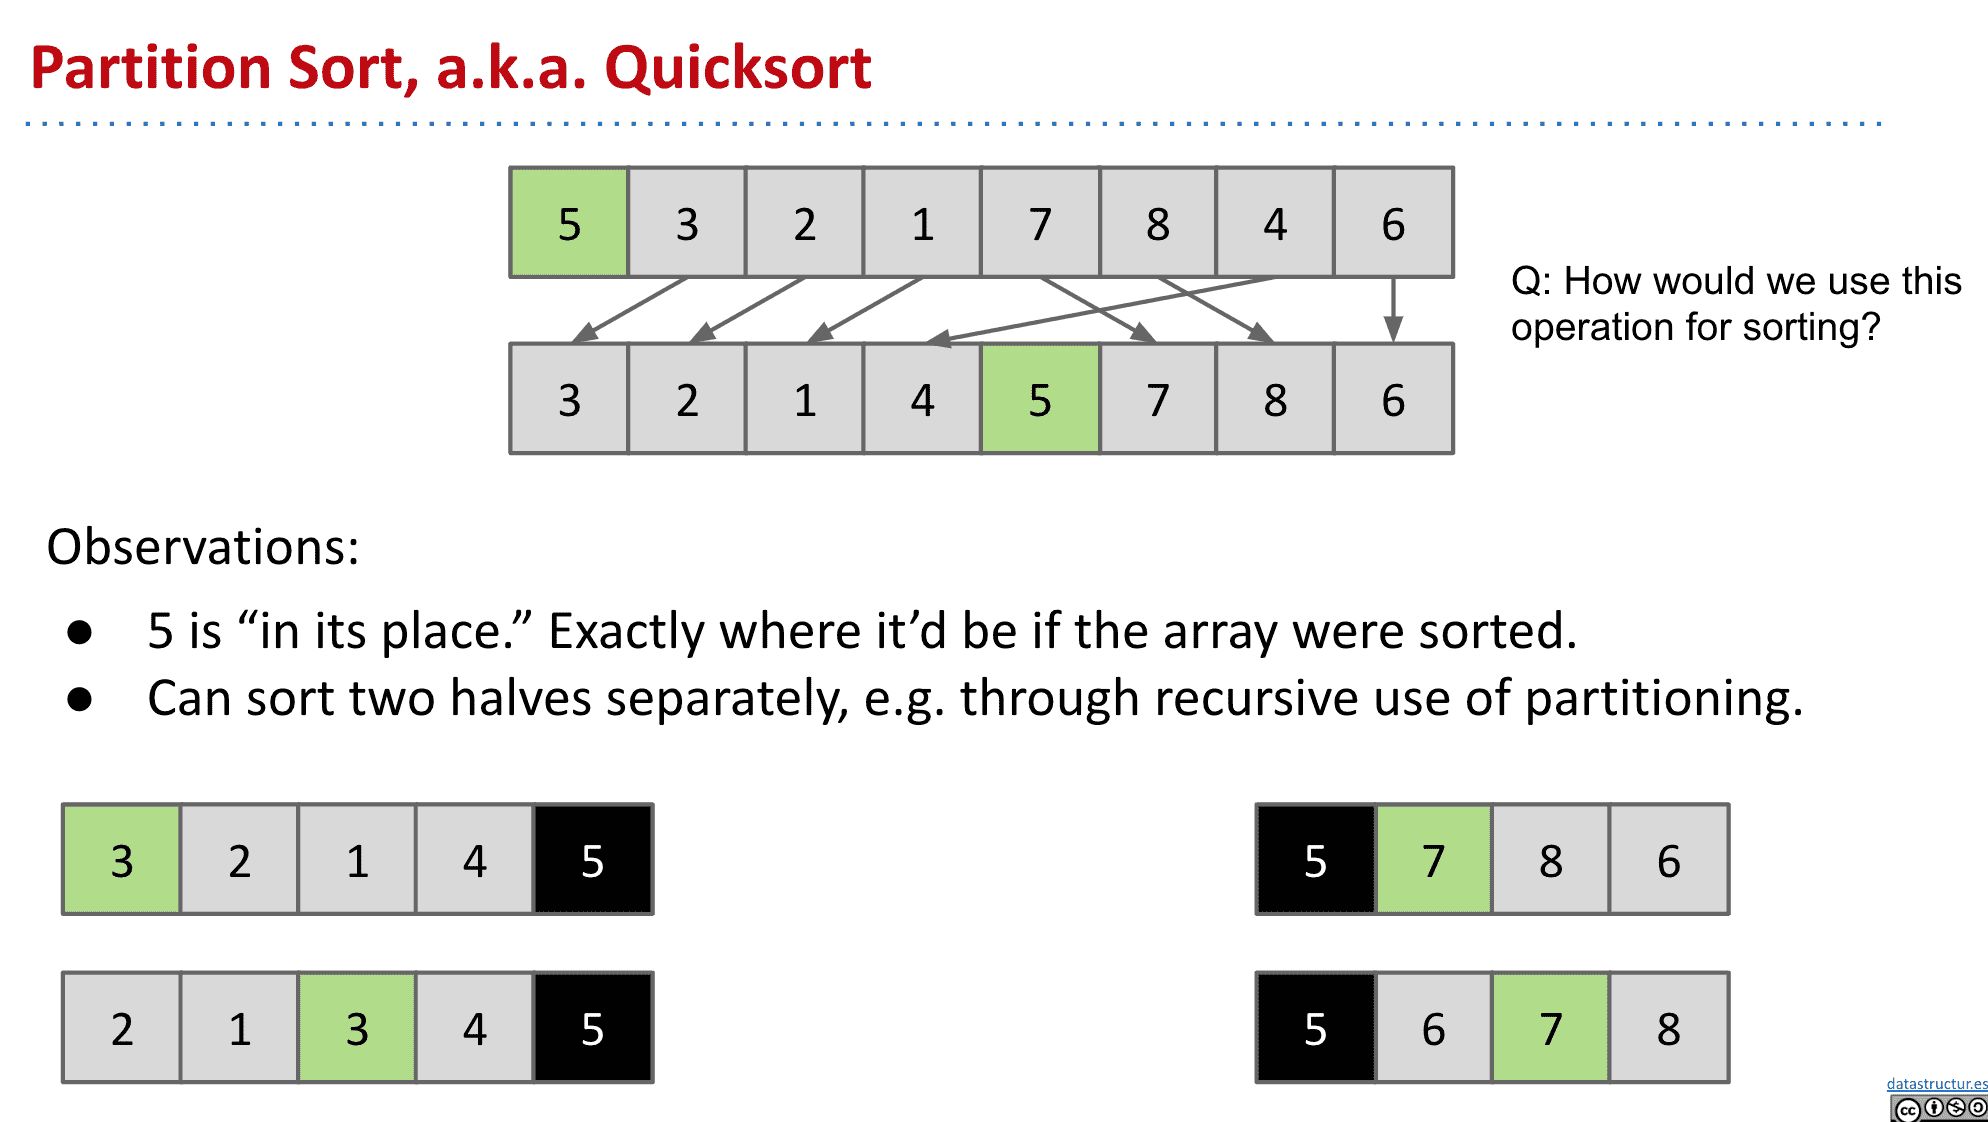 Partition Sort, a.k.a. Quicksort
5 3 2 1 7 8 4 6
Q: How would we use this
operation for sorting?
3 2 1 4 5 7 8 6
Observations:
● 5 is “in its place.” Exactly where it’d be if the array were sorted.
● Can sort two halves separately, e.g. through recursive use of partitioning.
3 2 1 4 5
5 7 8 6
2 1 3 4 5
5 6 7 8
datastructur.es
cc